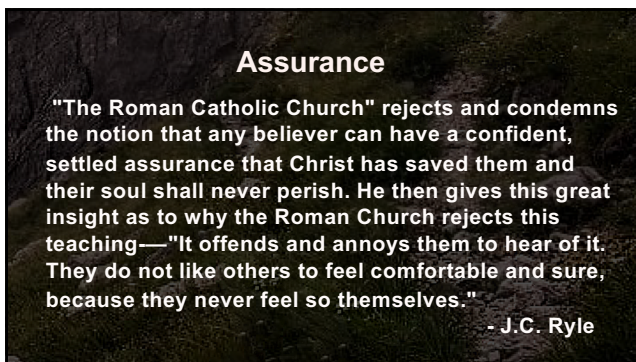 Assurance
"The Roman Catholic Church" rejects and condemns
the notion that any believer can have a confident,
settled assurance that Christ has saved them and
their soul shall never perish. He then gives this great
insight as to why the Roman Church rejects this
teaching-—"It offends and annoys them to hear of it.
They do not like others to feel comfortable and sure,
because they never feel so themselves."
- J.C. Ryle